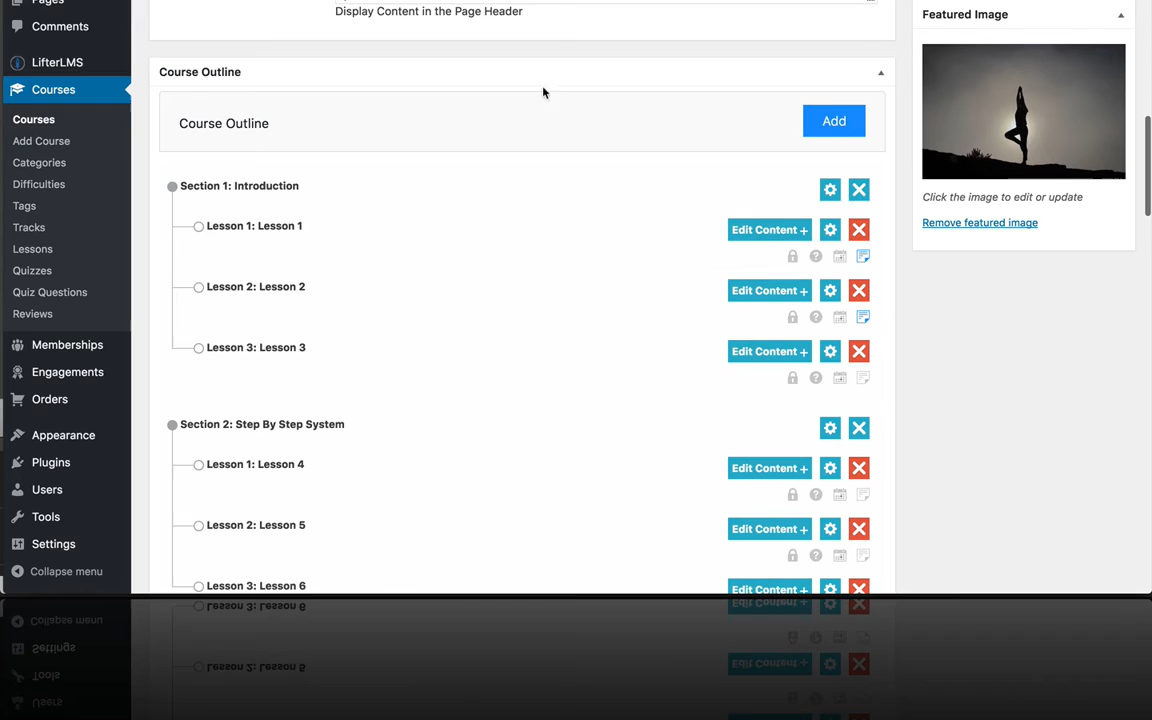 Pages
Comments
LifterLMS
Courses
Courses
Add Course
Categories
Difficulties
Tags
Tracks
Lessons
Quizzes
Quiz Questions
Reviews
Memberships
Engagements
Orders
Appearance
Plugins
Users
Tools
Settings
Collapse menu
Display Content in the Page Header
Course Outline
Course Outline
Add
Section 1: Introduction
Lesson 1: Lesson 1
Edit Content +
Lesson 2: Lesson 2
Edit Content +
Lesson 3: Lesson 3
Edit Content +
Section 2: Step By Step System
Lesson 1: Lesson 4
Edit Content +
Lesson 2: Lesson 5
Edit Content +
Lesson 3: Lesson 6
Edit Content +
Featured Image
Click the image to edit or update
Remove featured image